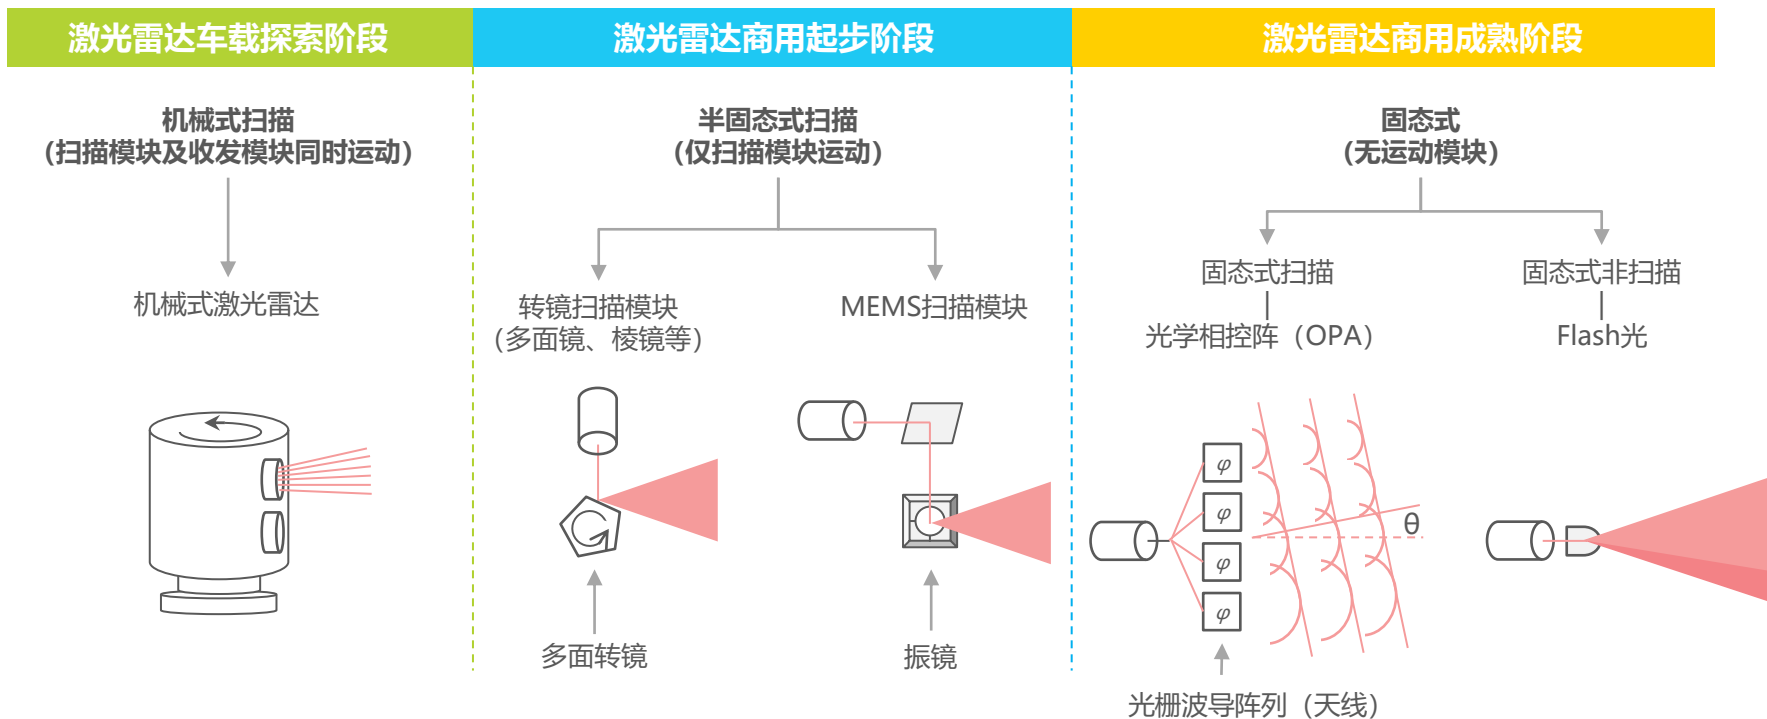 激光雷达车载探索阶段
激光雷达商用起步阶段
激光雷达商用成熟阶段
机械式扫描
（扫描模块及收发模块同时运动）
半固态式扫描
（仅扫描模块运动）
固态式
（无运动模块）
机械式激光雷达
转镜扫描模块
（多面镜、棱镜等）
MEMS扫描模块
固态式扫描
光学相控阵（OPA）
固态式非扫描
Flash光
φ
φ
φ
φ
θ
多面转镜
振镜
光栅波导阵列（天线）